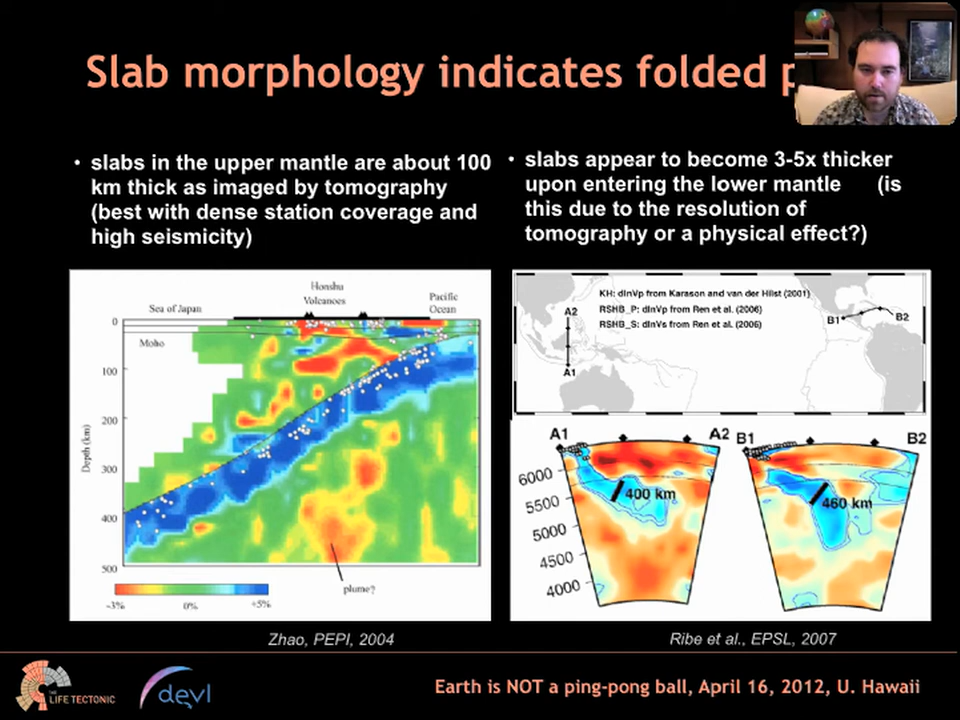 Slab morphology indicates folded
• slabs in the upper mantle are about 100
km thick as imaged by tomography
(best with dense station coverage and
high seismicity)
• slabs appear to become 3-5x thicker
upon entering the lower mantle (is
this due to the resolution of
tomography or a physical effect?)
Honshu
Volcanoes
Sea of Japan
Pacific
Ocean
Moho
Depth (km)
0
100
200
300
400
500
plume?
-3%
0%
+5%
Zhao, PEPI, 2004
KH: dlnVp from Karason and van der Hilst (2001)
RSHB_P: dlnVp from Ren et al. (2006)
RSHB_S: dlnVs from Ren et al. (2006)
A2
A1
B1
B2
A1
A2
B1
B2
6000
5500
5000
4500
4000
400 km
460 km
Ribe et al., EPSL, 2007
THE
LIFE TECTONIC
devl
Earth is NOT a ping-pong ball, April 16, 2012, U. Hawaii